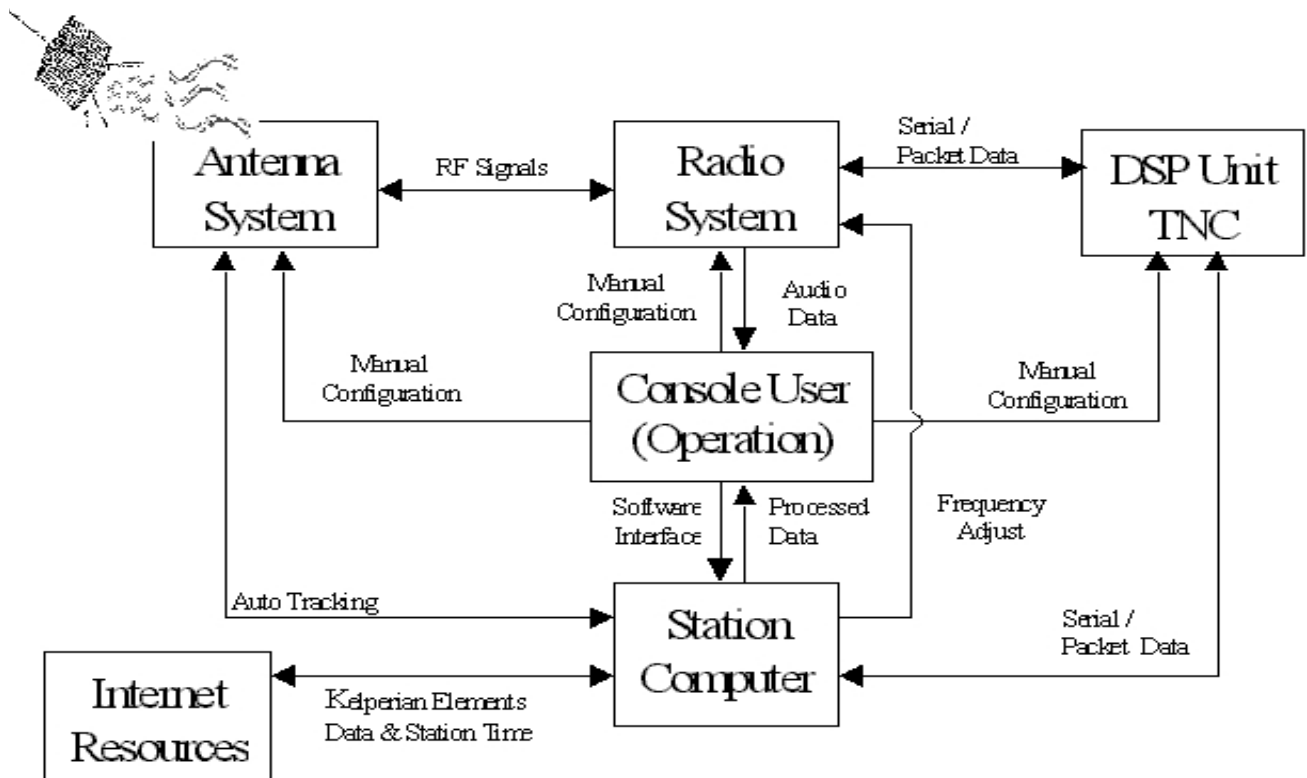 Antenna
System
RF Signals
Radio
System
Serial /
Packet Data
DSP Unit
TNC
Manual
Configuration
Audio
Data
Manual
Configuration
Console User
(Operation)
Manual
Configuration
Software
Interface
Processed
Data
Frequency
Adjust
Auto Tracking
Station
Computer
Serial /
Packet Data
Internet
Resources
Kelperian Elements
Data & Station Time